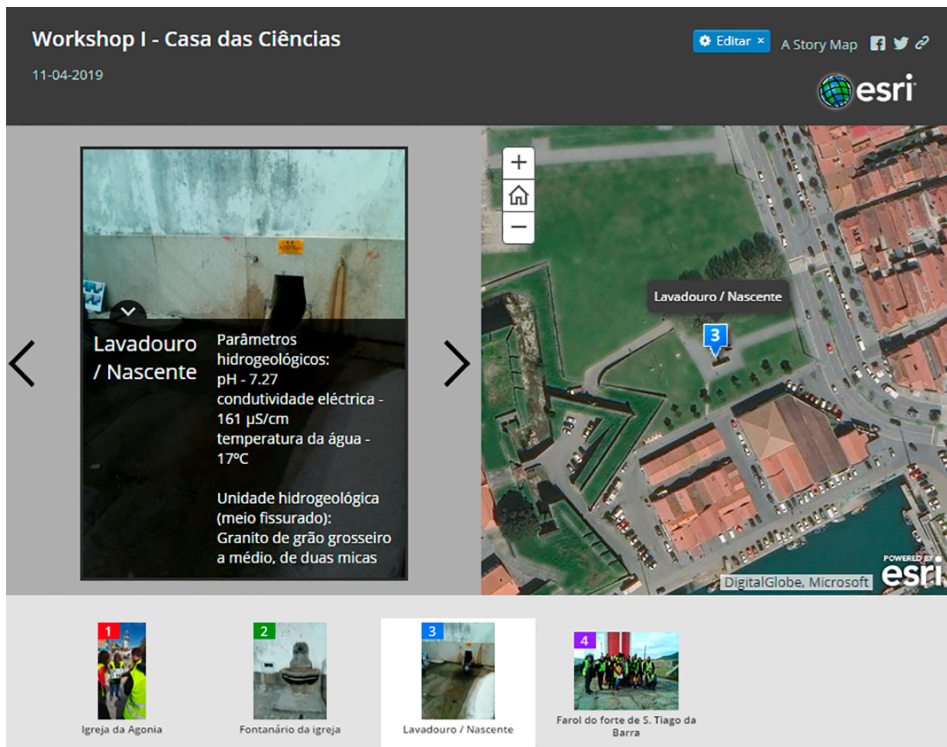 Workshop I - Casa das Ciências
11-04-2019
Editar ×
A Story Map
esri
Lavadouro
/ Nascente
Parâmetros
hidrogeológicos:
pH - 7.27
condutividade eléctrica -
161 µS/cm
temperatura da água -
17ºC
Unidade hidrogeológica
(meio fissurado):
Granito de grão grosseiro
a médio, de duas micas
+
−
Lavadouro / Nascente
3
POWERED BY
esri
DigitalGlobe, Microsoft
1
Igreja da Agonia
2
Fontanário da igreja
3
Lavadouro / Nascente
4
Farol do forte de S. Tiago da
Barra